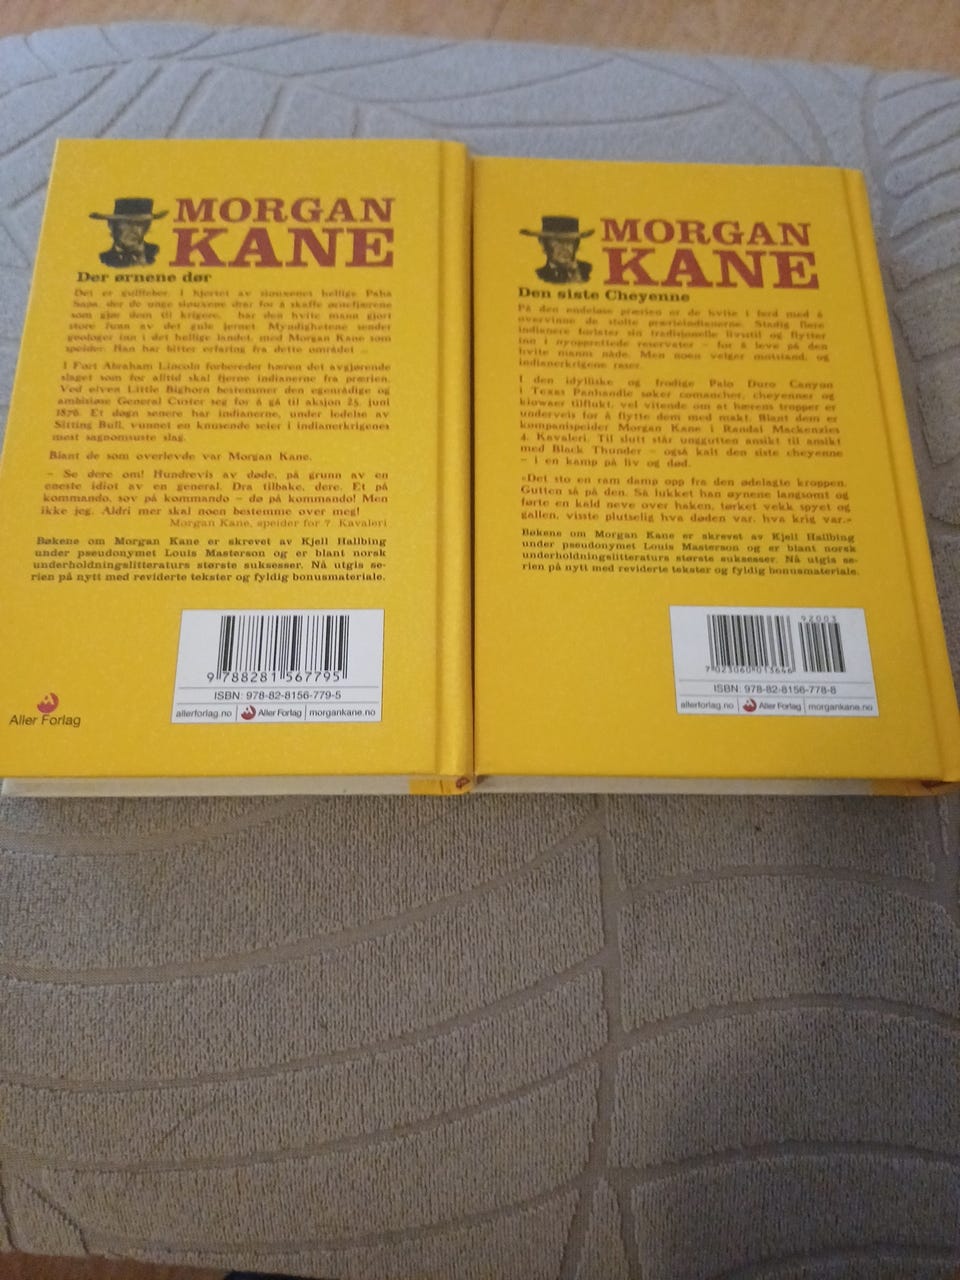 MORGAN
KANE
Der ørnene dør
Det er gullfeber. I hjertet av siouxenes hellige Paha
Sapa, der de unge siouxene drar for å skaffe ørnefjærene
som gjør dem til krigere, har den hvite mann gjort
store funn av det gule jernet. Myndighetene sender
geologer inn i det hellige landet, med Morgan Kane som
speider. Han har bitter erfaring fra dette området ...
I Fort Abraham Lincoln forbereder hæren det avgjørende
slaget som for alltid skal fjerne indianerne fra prærien.
Ved elven Little Bighorn bestemmer den egenrådige og
ambisiøse General Custer seg for å gå til aksjon 25. juni
1876. Et døgn senere har indianerne, under ledelse av
Sitting Bull, vunnet en knusende seier i indianerkrigenes
mest sagnomsuste slag.
Blant de som overlevde var Morgan Kane.
– Se dere om! Hundrevis av døde, på grunn av en
eneste idiot av en general. Dra tilbake, dere. Et på
kommando, sov på kommando – dø på kommando! Men
ikke jeg. Aldri mer skal noen bestemme over meg!
Morgan Kane, speider for 7. Kavaleri
Bøkene om Morgan Kane er skrevet av Kjell Hallbing
under pseudonymet Louis Masterson og er blant norsk
underholdningslitteraturs største suksesser. Nå utgis se-
rien på nytt med reviderte tekster og fyldig bonusmateriale.
9 788281 567795
ISBN: 978-82-8156-779-5
allerforlag.no | Aller Forlag | morgankane.no
Aller Forlag
MORGAN
KANE
Den siste Cheyenne
På den endeløse prærien er de hvite i ferd med å
overvinne de stolte prærieindianerne. Stadig flere
indianere forlater sin tradisjonelle livsstil og flytter
inn i nyopprettede reservater – for å leve på den
hvite manns nåde. Men noen velger motstand, og
indianerkrigene raser.
I den idylliske og frodige Palo Duro Canyon
i Texas Panhandle søker comancher, cheyenner og
kiowaer tilflukt, vel vitende om at hærens tropper er
underveis for å flytte dem med makt. Blant dem er
kompanispeider Morgan Kane i Randal Mackenzies
4. Kavaleri. Til slutt står unggutten ansikt til ansikt
med Black Thunder – også kalt den siste cheyenne
– i en kamp på liv og død.
«Det sto en ram damp opp fra den ødelagte kroppen.
Gutten så på den. Så lukket han øynene langsomt og
førte en kald neve over haken, tørket vekk spyet og
gallen, visste plutselig hva døden var, hva krig var.»
Bøkene om Morgan Kane er skrevet av Kjell Hallbing
under pseudonymet Louis Masterson og er blant norsk
underholdningslitteraturs største suksesser. Nå utgis se-
rien på nytt med reviderte tekster og fyldig bonusmateriale.
92003
7 023060 013646
ISBN: 978-82-8156-778-8
allerforlag.no | Aller Forlag | morgankane.no